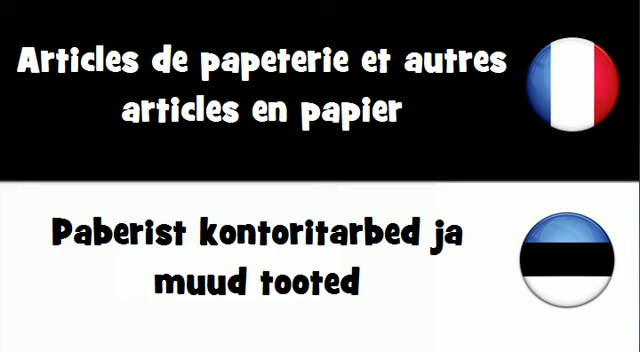 Articles de papeterie et autres
articles en papier
Paberist kontoritarbed ja
muud tooted